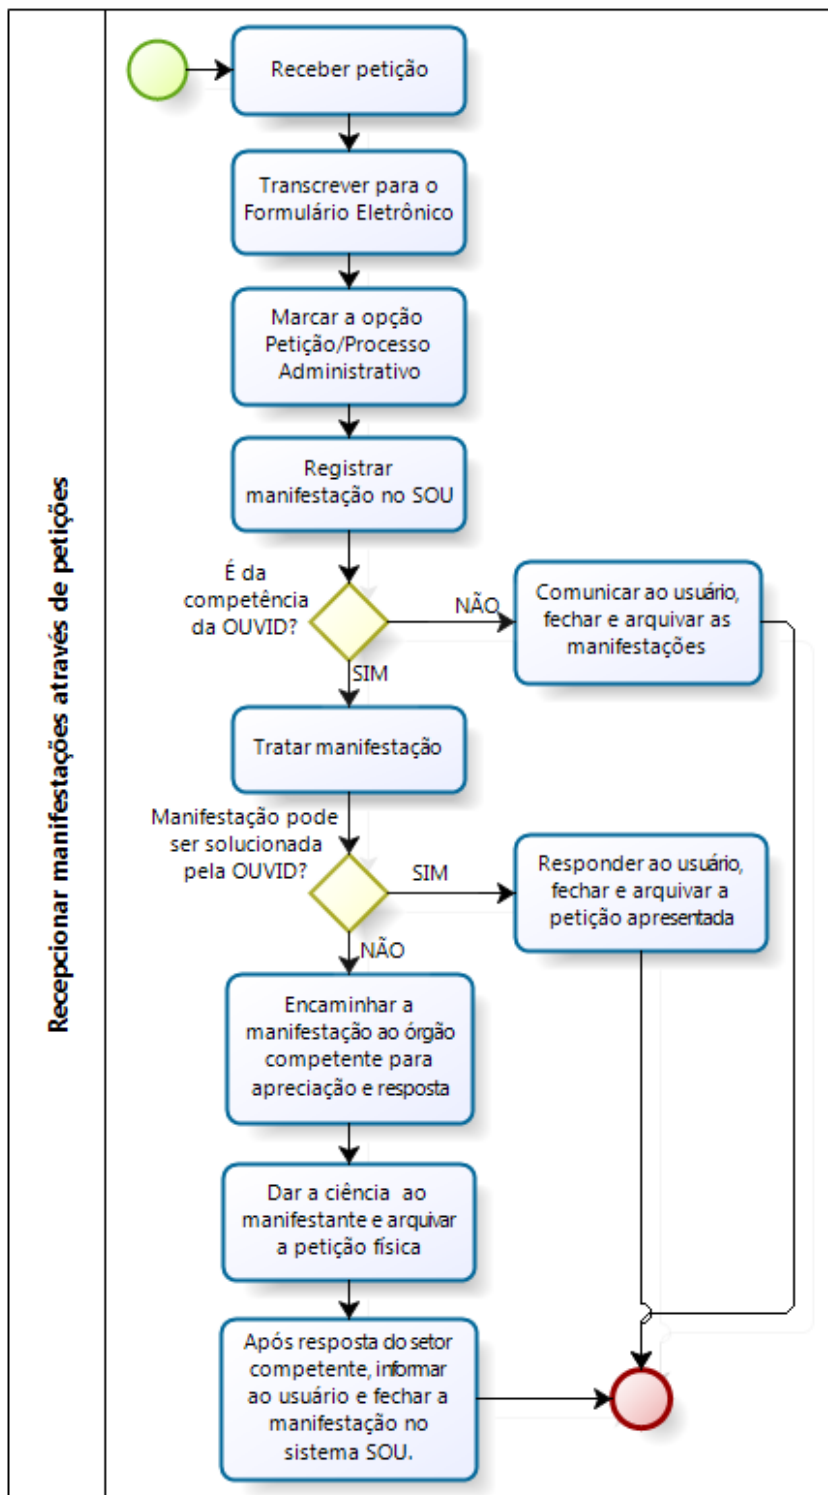 Recepcionar manifestações através de petições
Receber petição
Transcrever para o
Formulário Eletrônico
Marcar a opção
Petição/Processo
Administrativo
Registrar
manifestação no SOU
É da
competência
da OUVID?
NÃO
Comunicar ao usuário,
fechar e arquivar as
manifestações
SIM
Tratar manifestação
Manifestação pode
ser solucionada
pela OUVID?
SIM
Responder ao usuário,
fechar e arquivar a
petição apresentada
NÃO
Encaminhar a
manifestação ao órgão
competente para
apreciação e resposta
Dar a ciência ao
manifestante e arquivar
a petição física
Após resposta do setor
competente, informar
ao usuário e fechar a
manifestação no
sistema SOU.